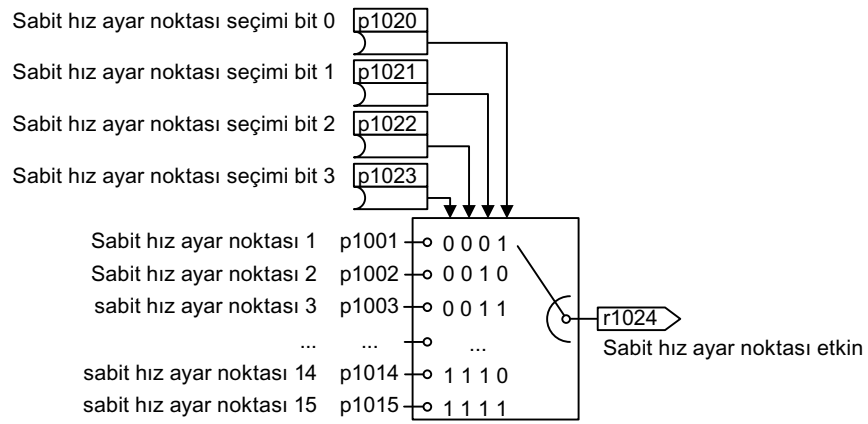 Sabit hız ayar noktası seçimi bit 0 p1020
Sabit hız ayar noktası seçimi bit 1 p1021
Sabit hız ayar noktası seçimi bit 2 p1022
Sabit hız ayar noktası seçimi bit 3 p1023
Sabit hız ayar noktası 1 p1001 0 0 0 1
Sabit hız ayar noktası 2 p1002 0 0 1 0
sabit hız ayar noktası 3 p1003 0 0 1 1
r1024
... ... ...
Sabit hız ayar noktası etkin
sabit hız ayar noktası 14 p1014 1 1 1 0
sabit hız ayar noktası 15 p1015 1 1 1 1